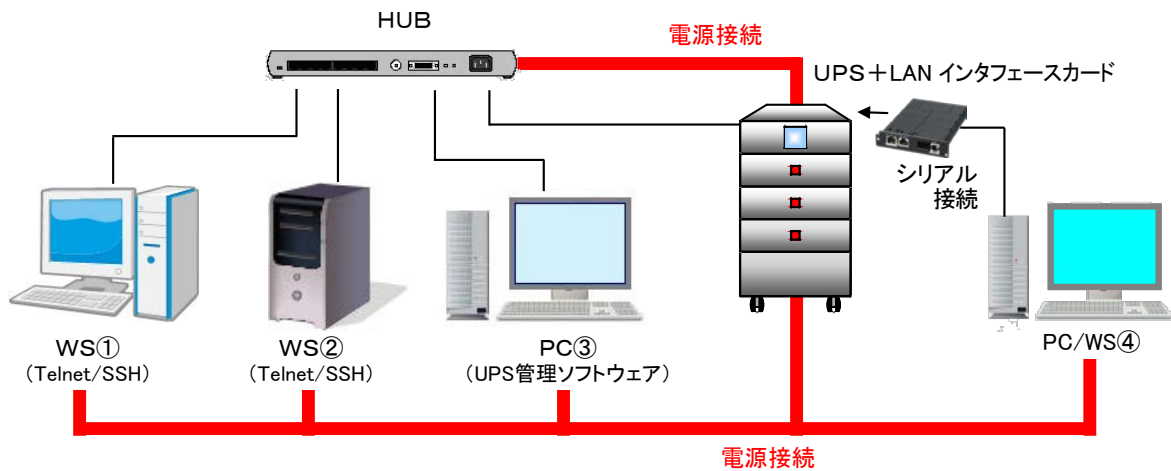 HUB
電源接続
UPS+LAN インタフェースカード
シリアル
接続
WS①
(Telnet/SSH)
WS②
(Telnet/SSH)
PC③
(UPS管理ソフトウェア)
PC/WS④
電源接続